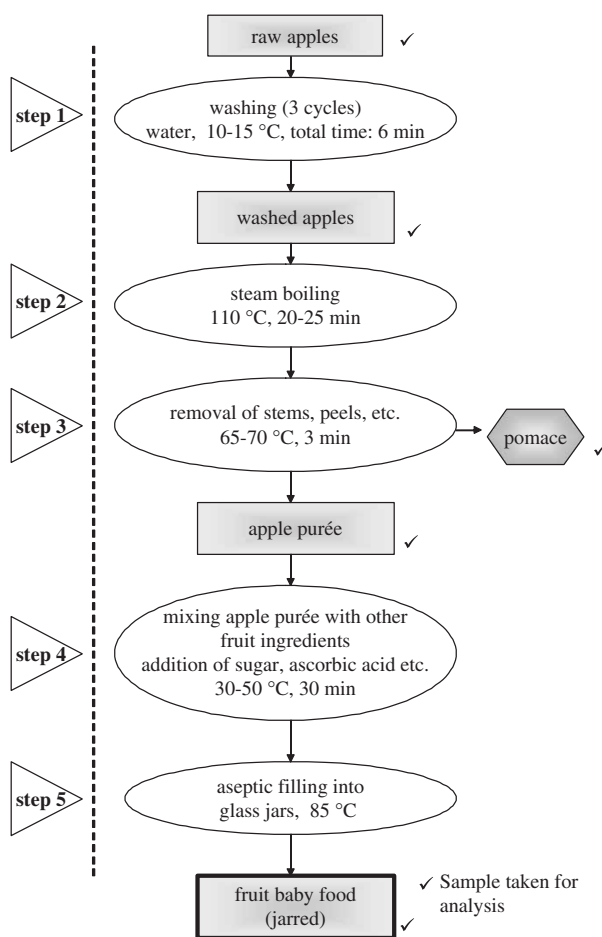 raw apples ✓
step 1
washing (3 cycles)
water, 10-15 °C, total time: 6 min
washed apples ✓
step 2
steam boiling
110 °C, 20-25 min
step 3
removal of stems, peels, etc.
65-70 °C, 3 min
pomace ✓
apple purée ✓
step 4
mixing apple purée with other
fruit ingredients
addition of sugar, ascorbic acid etc.
30-50 °C, 30 min
step 5
aseptic filling into
glass jars, 85 °C
fruit baby food
(jarred) ✓
✓ Sample taken for
analysis